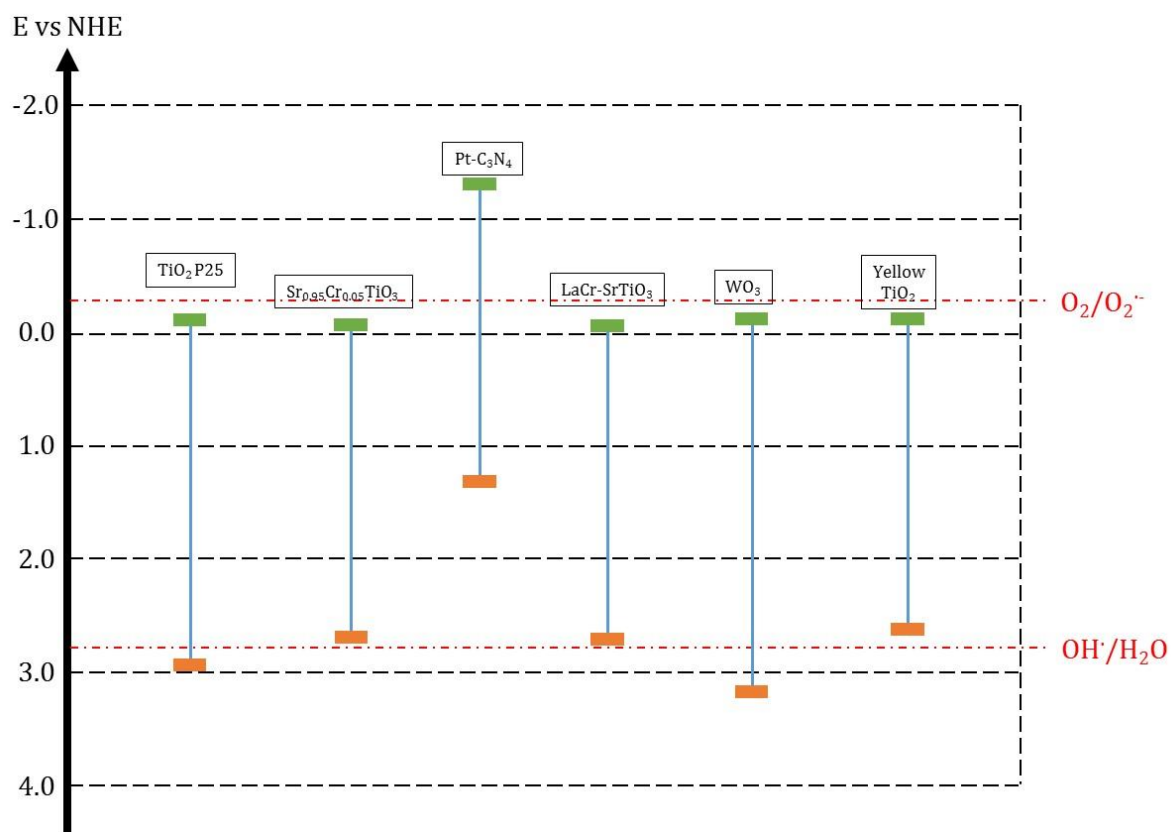 E vs NHE
-2.0
Pt-C₃N₄
-1.0
TiO₂ P25
Sr₀.₉₅Cr₀.₀₅TiO₃
LaCr-SrTiO₃
WO₃
Yellow
TiO₂
O₂/O₂˙⁻
0.0
1.0
2.0
OH˙/H₂O
3.0
4.0